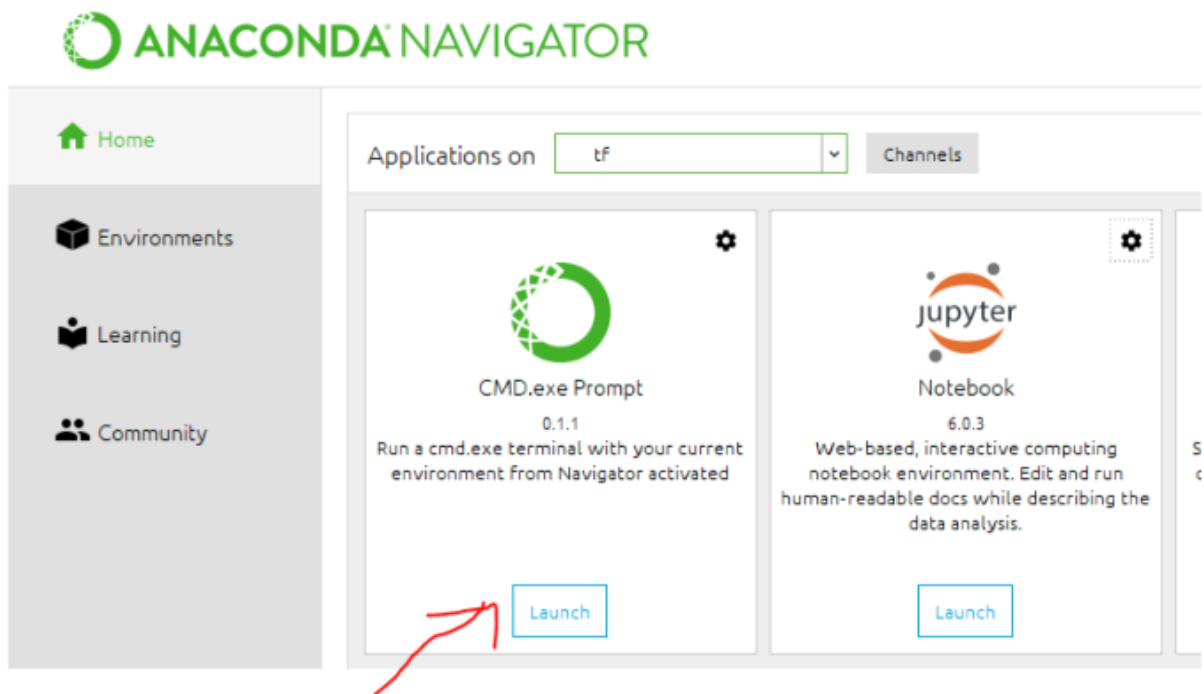 ANACONDA NAVIGATOR
Home
Applications on tf Channels
Environments
Learning
Community
CMD.exe Prompt
0.1.1
Run a cmd.exe terminal with your current
environment from Navigator activated
Launch
jupyter
Notebook
6.0.3
Web-based, interactive computing
notebook environment. Edit and run
human-readable docs while describing the
data analysis.
Launch